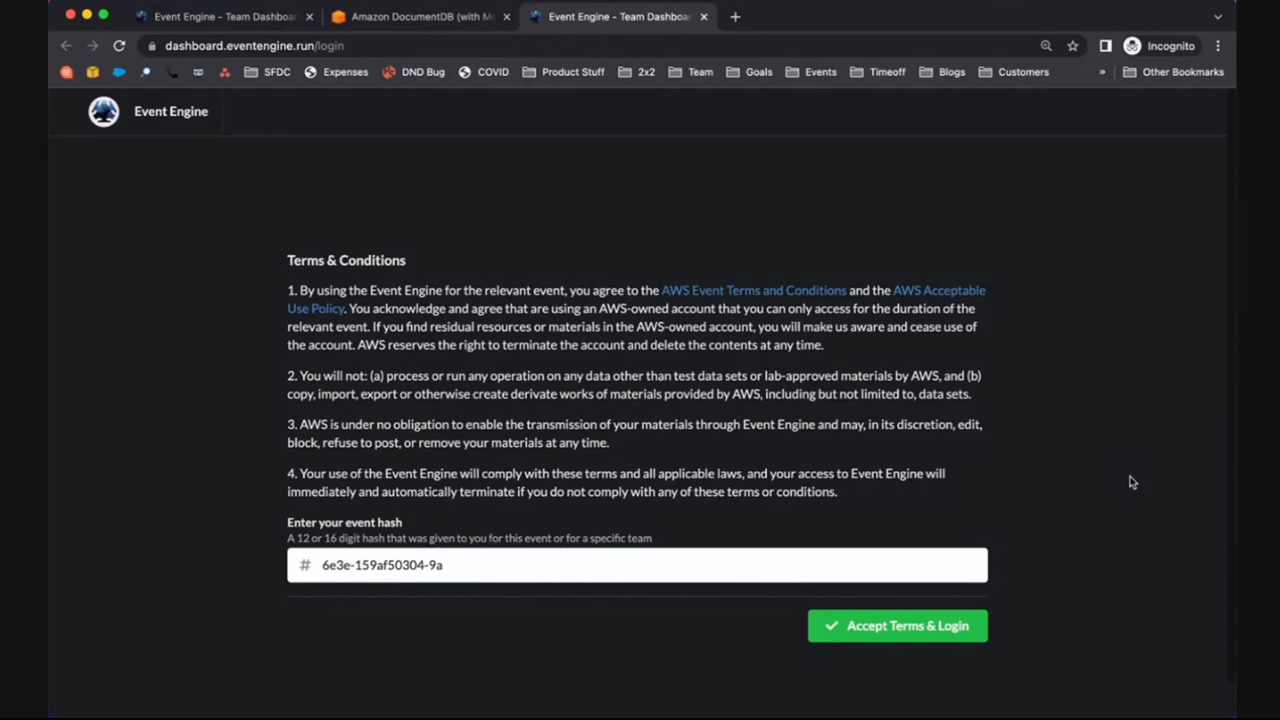 Event Engine - Team Dashboar
Amazon DocumentDB (with Mo
Event Engine - Team Dashboar
dashboard.eventengine.run/login
Incognito
SFDC
Expenses
DND Bug
COVID
Product Stuff
2x2
Team
Goals
Events
Timeoff
Blogs
Customers
»
Other Bookmarks
Event Engine
Terms & Conditions
1. By using the Event Engine for the relevant event, you agree to the AWS Event Terms and Conditions and the AWS Acceptable
Use Policy. You acknowledge and agree that are using an AWS-owned account that you can only access for the duration of the
relevant event. If you find residual resources or materials in the AWS-owned account, you will make us aware and cease use of
the account. AWS reserves the right to terminate the account and delete the contents at any time.
2. You will not: (a) process or run any operation on any data other than test data sets or lab-approved materials by AWS, and (b)
copy, import, export or otherwise create derivate works of materials provided by AWS, including but not limited to, data sets.
3. AWS is under no obligation to enable the transmission of your materials through Event Engine and may, in its discretion, edit,
block, refuse to post, or remove your materials at any time.
4. Your use of the Event Engine will comply with these terms and all applicable laws, and your access to Event Engine will
immediately and automatically terminate if you do not comply with any of these terms or conditions.
Enter your event hash
A 12 or 16 digit hash that was given to you for this event or for a specific team
# 6e3e-159af50304-9a
Accept Terms & Login